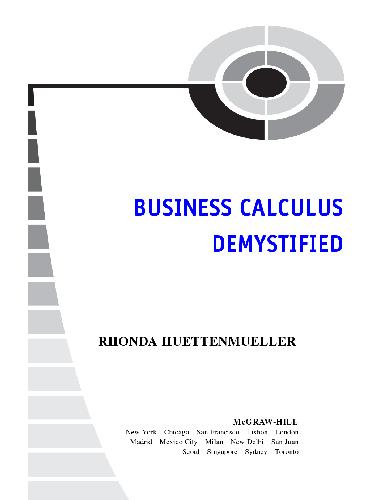 BUSINESS CALCULUS
DEMYSTIFIED
RHONDA HUETTENMUELLER
McGRAW-HILL
New York Chicago San Francisco Lisbon London
Madrid Mexico City Milan New Delhi San Juan
Seoul Singapore Sydney Toronto